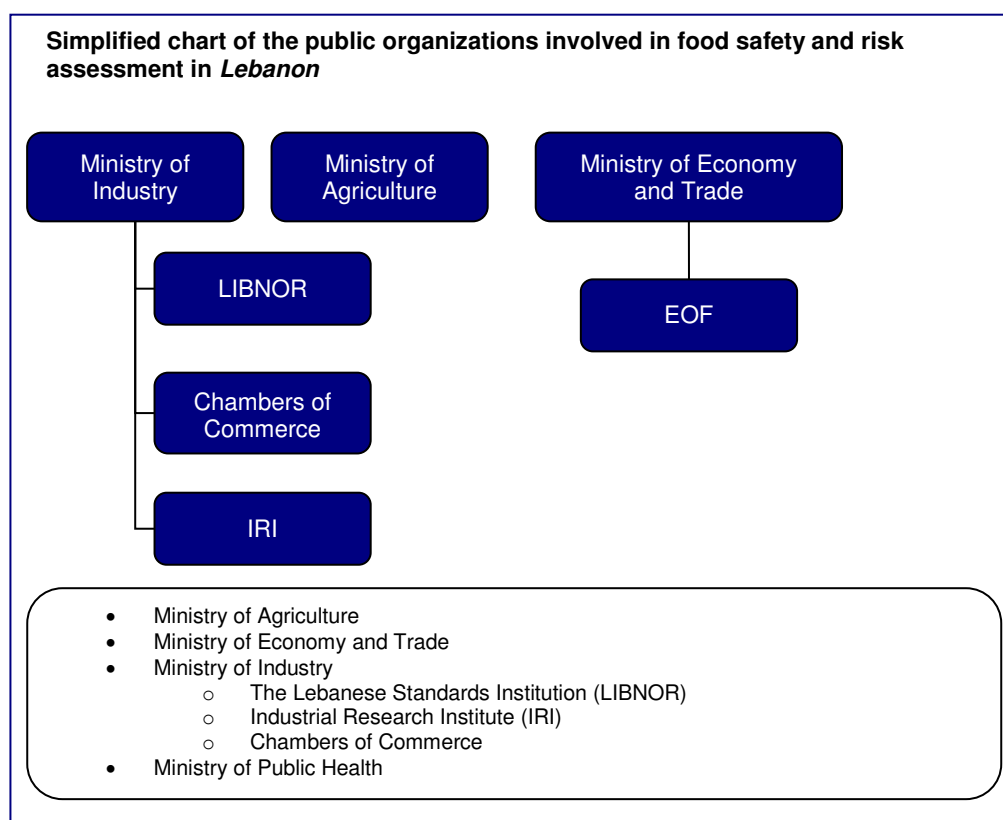 Simplified chart of the public organizations involved in food safety and risk
assessment in Lebanon
Ministry of
Industry
Ministry of
Agriculture
Ministry of Economy
and Trade
LIBNOR
EOF
Chambers of
Commerce
IRI
• Ministry of Agriculture
• Ministry of Economy and Trade
• Ministry of Industry
o The Lebanese Standards Institution (LIBNOR)
o Industrial Research Institute (IRI)
o Chambers of Commerce
• Ministry of Public Health